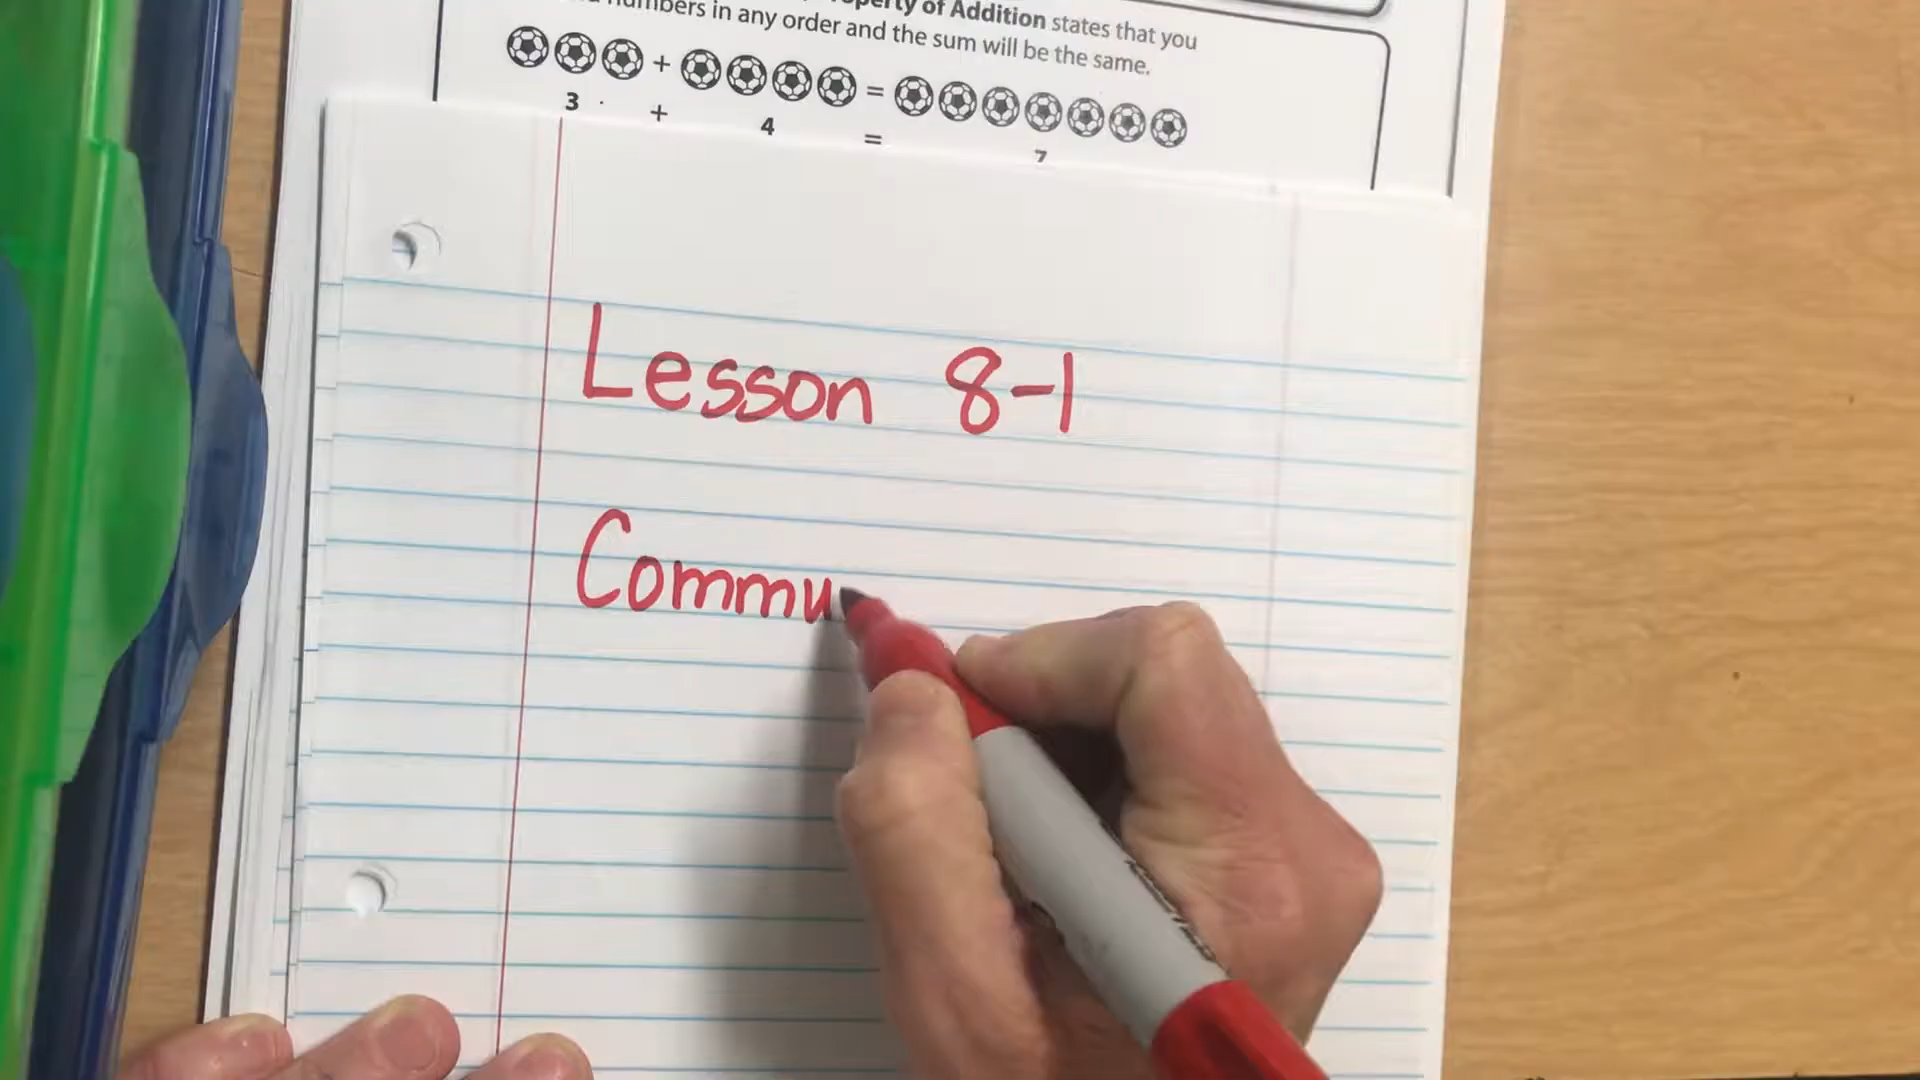 Property of Addition states that you
numbers in any order and the sum will be the same.
+ =
3 + 4 = 7
Lesson 8-1
Commu